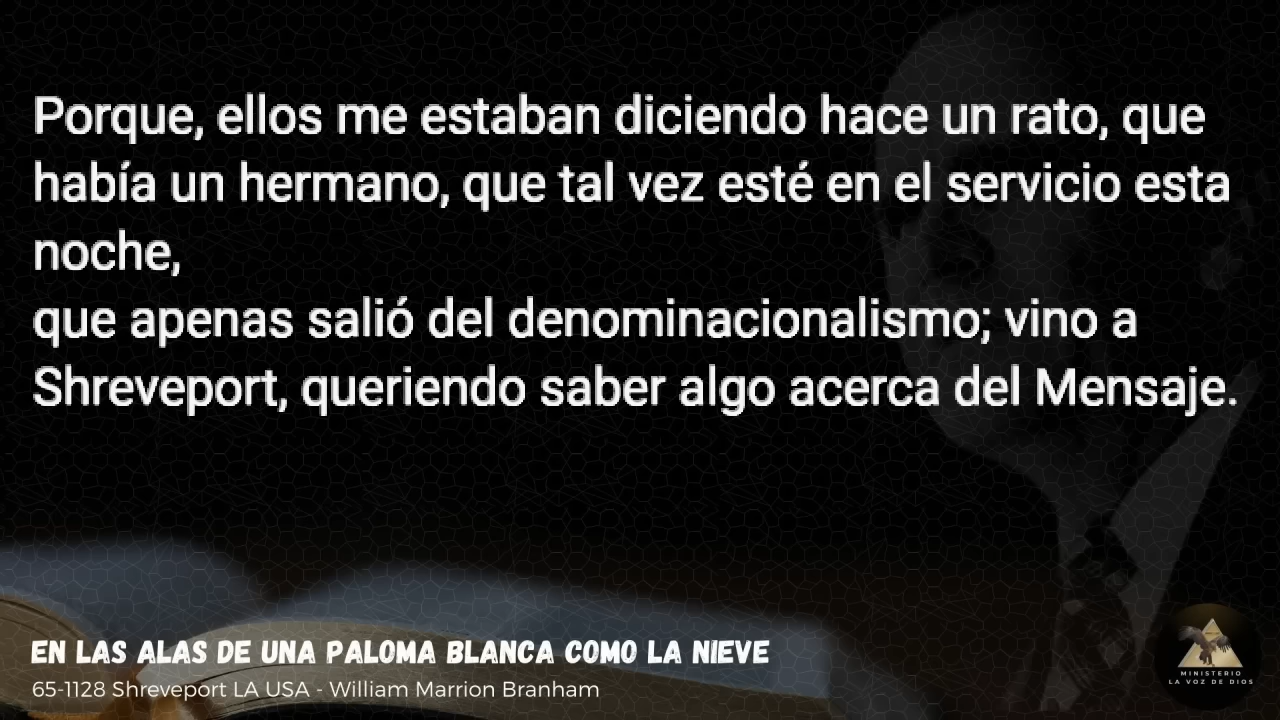 Porque, ellos me estaban diciendo hace un rato, que
había un hermano, que tal vez esté en el servicio esta
noche,
que apenas salió del denominacionalismo; vino a
Shreveport, queriendo saber algo acerca del Mensaje.
EN LAS ALAS DE UNA PALOMA BLANCA COMO LA NIEVE
65-1128 Shreveport LA USA - William Marrion Branham
MINISTERIO
LA VOZ DE DIOS